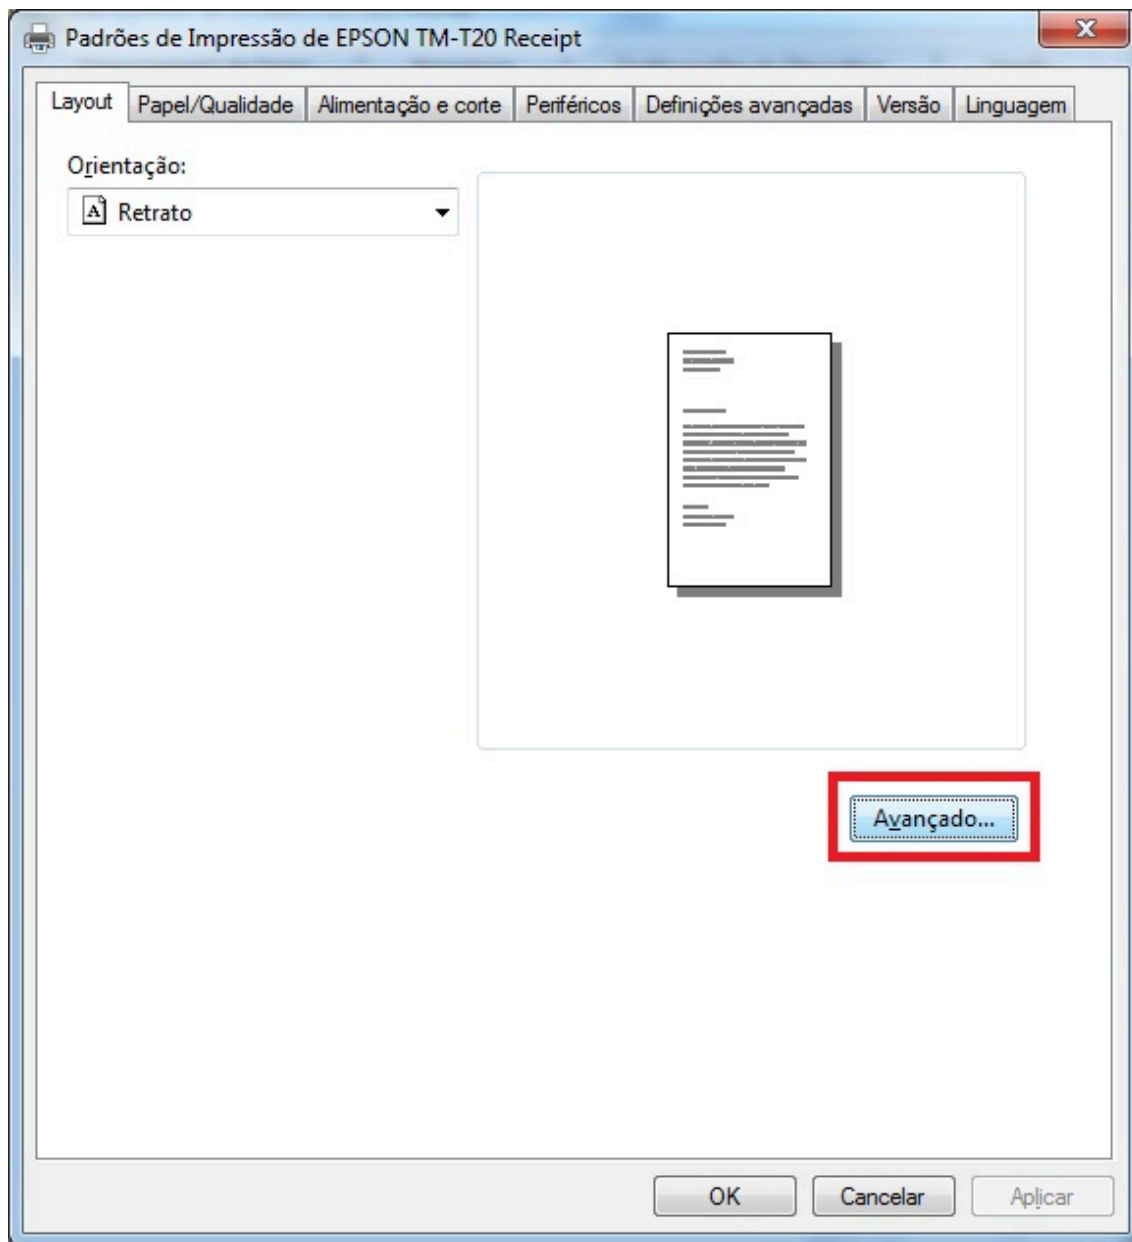 Padrões de Impressão de EPSON TM-T20 Receipt
Layout Papel/Qualidade Alimentação e corte Periféricos Definições avançadas Versão Linguagem
Orientação:
A Retrato
Avançado...
OK Cancelar Aplicar